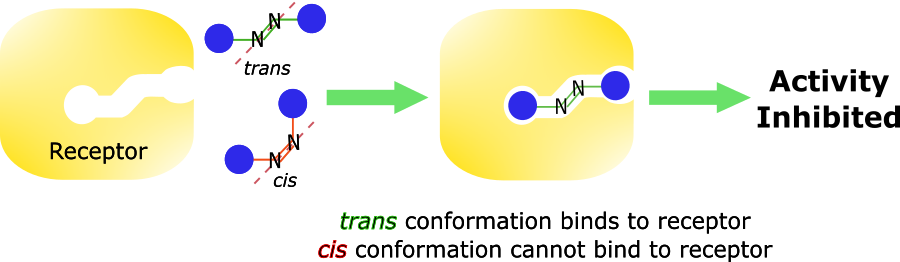 N
N
trans
Receptor
N
N
cis
N
N
Activity
Inhibited
trans conformation binds to receptor
cis conformation cannot bind to receptor